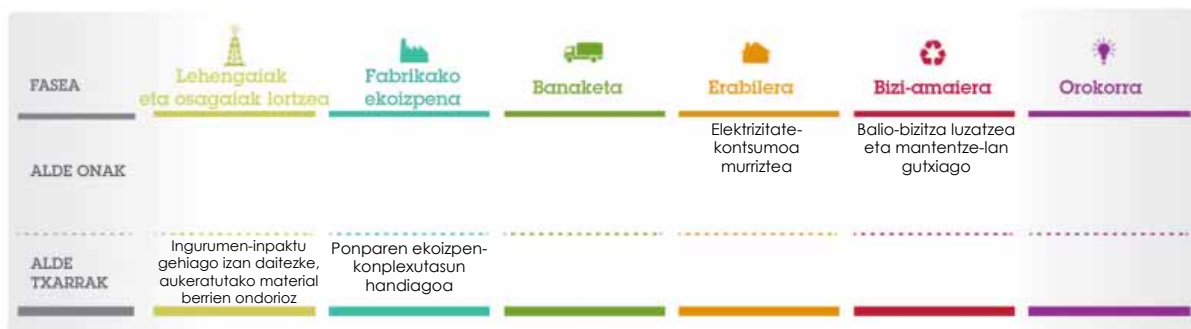 FASEA
Lehengaiak
eta osagaiak lortzea
Fabrikako
ekoizpena
Banaketa
Erabilera
Bizi-amaiera
Orokorra
ALDE ONAK
Elektrizitate-
kontsumoa
murriztea
Balio-bizitza luzatzea
eta mantentze-lan
gutxiago
ALDE
TXARRAK
Ingurumen-inpaktu
gehiago izan daitezke,
aukeratutako material
berrien ondorioz
Ponparen ekoizpen-
konplexutasun
handiagoa